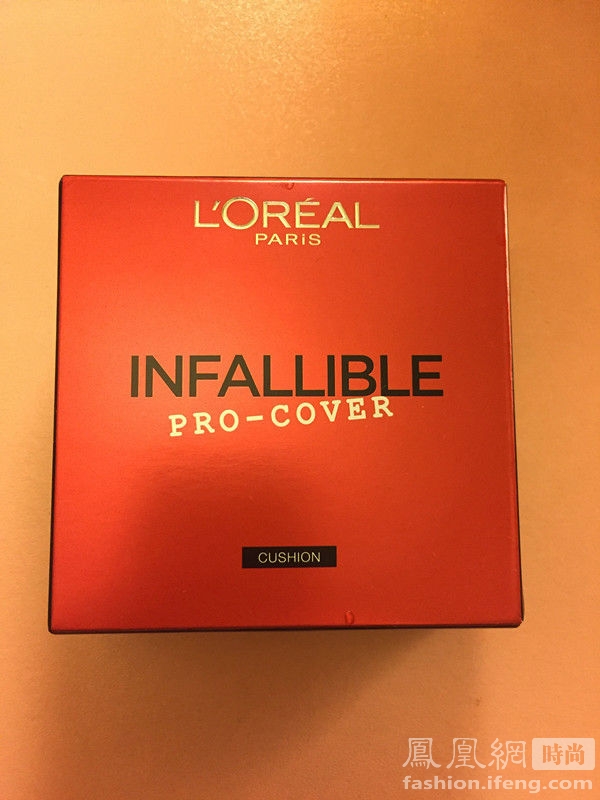 L'ORÉAL
PARiS
INFALLIBLE
PRO-COVER
CUSHION
鳳凰網 時尚
fashion.ifeng.com